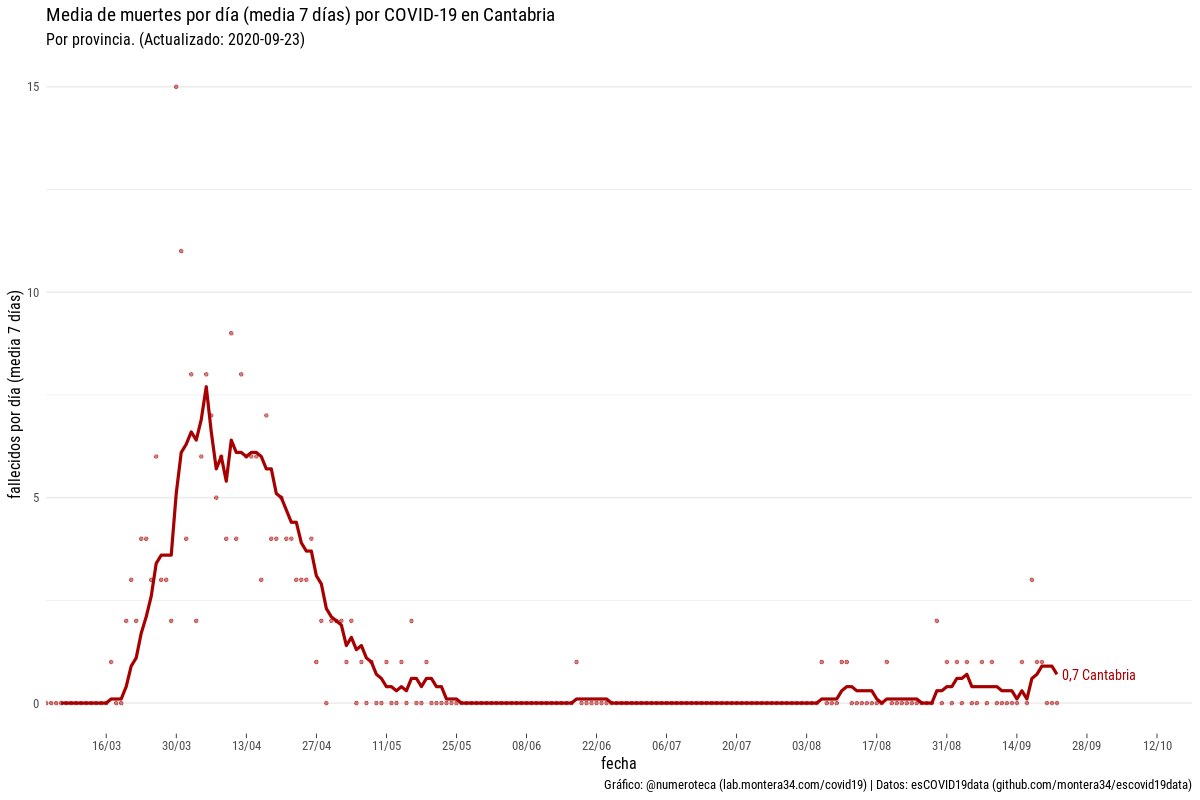 Media de muertes por día (media 7 días) por COVID-19 en Cantabria
Por provincia. (Actualizado: 2020-09-23)
fallecidos por día (media 7 días)
15
10
5
0
0,7 Cantabria
16/03 30/03 13/04 27/04 11/05 25/05 08/06 22/06 06/07 20/07 03/08 17/08 31/08 14/09 28/09 12/10
fecha
Gráfico: @numeroteca (lab.montera34.com/covid19) | Datos: esCOVID19data (github.com/montera34/escovid19data)